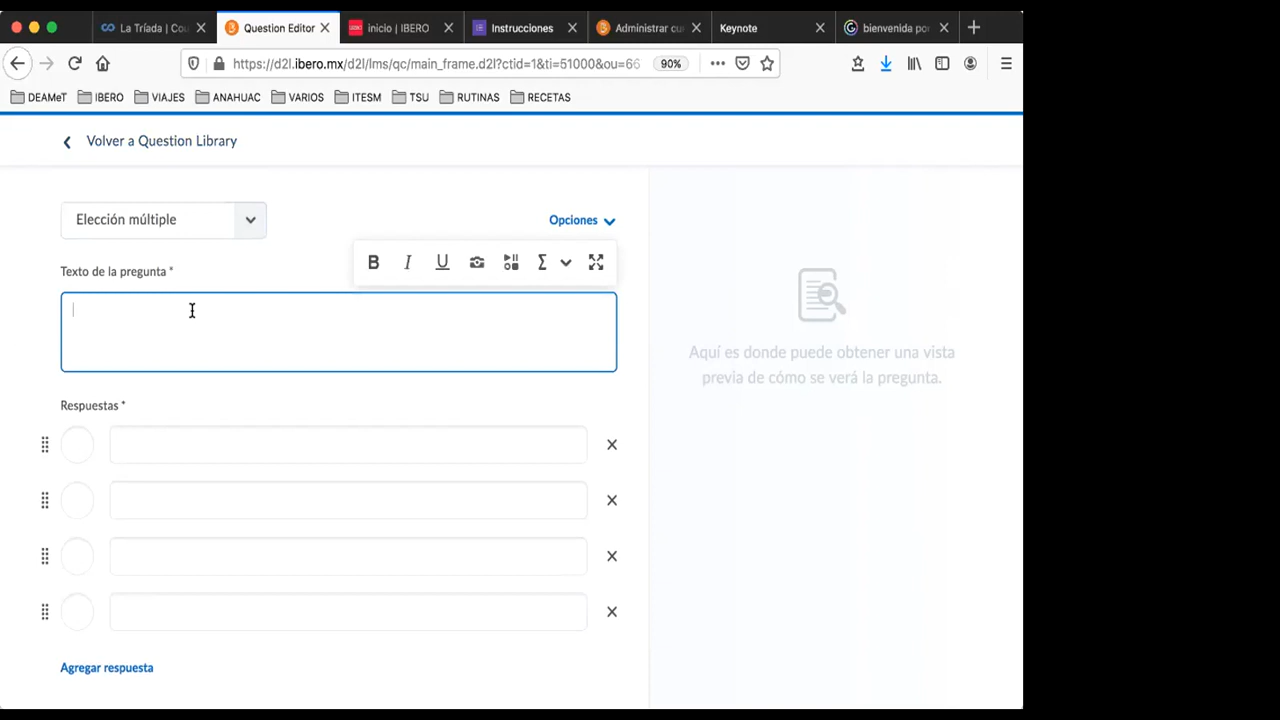 La Tríada | Cou
Question Editor
inicio | IBERO
Instrucciones
Administrar cu
Keynote
bienvenida po
https://d2l.ibero.mx/d2l/lms/qc/main_frame.d2l?ctid=1&ti=51000&ou=66
90%
DEAMeT
IBERO
VIAJES
ANAHUAC
VARIOS
ITESM
TSU
RUTINAS
RECETAS
Volver a Question Library
Elección múltiple
Opciones
B I U Σ
Texto de la pregunta *
Aquí es donde puede obtener una vista
previa de cómo se verá la pregunta.
Respuestas *
Agregar respuesta